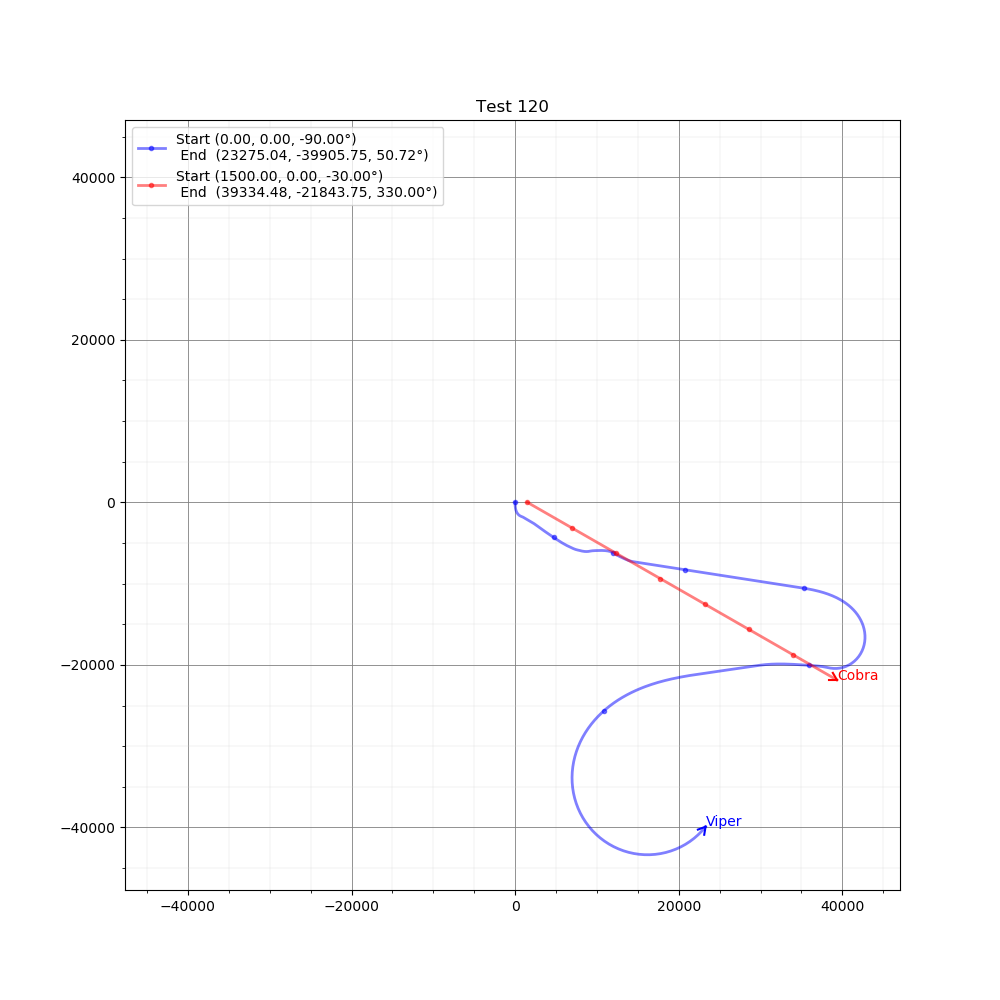 Test 120
Start (0.00, 0.00, -90.00°)
End (23275.04, -39905.75, 50.72°)
Start (1500.00, 0.00, -30.00°)
End (39334.48, -21843.75, 330.00°)
40000
20000
0
−20000
−40000
Cobra
Viper
−40000
−20000
0
20000
40000